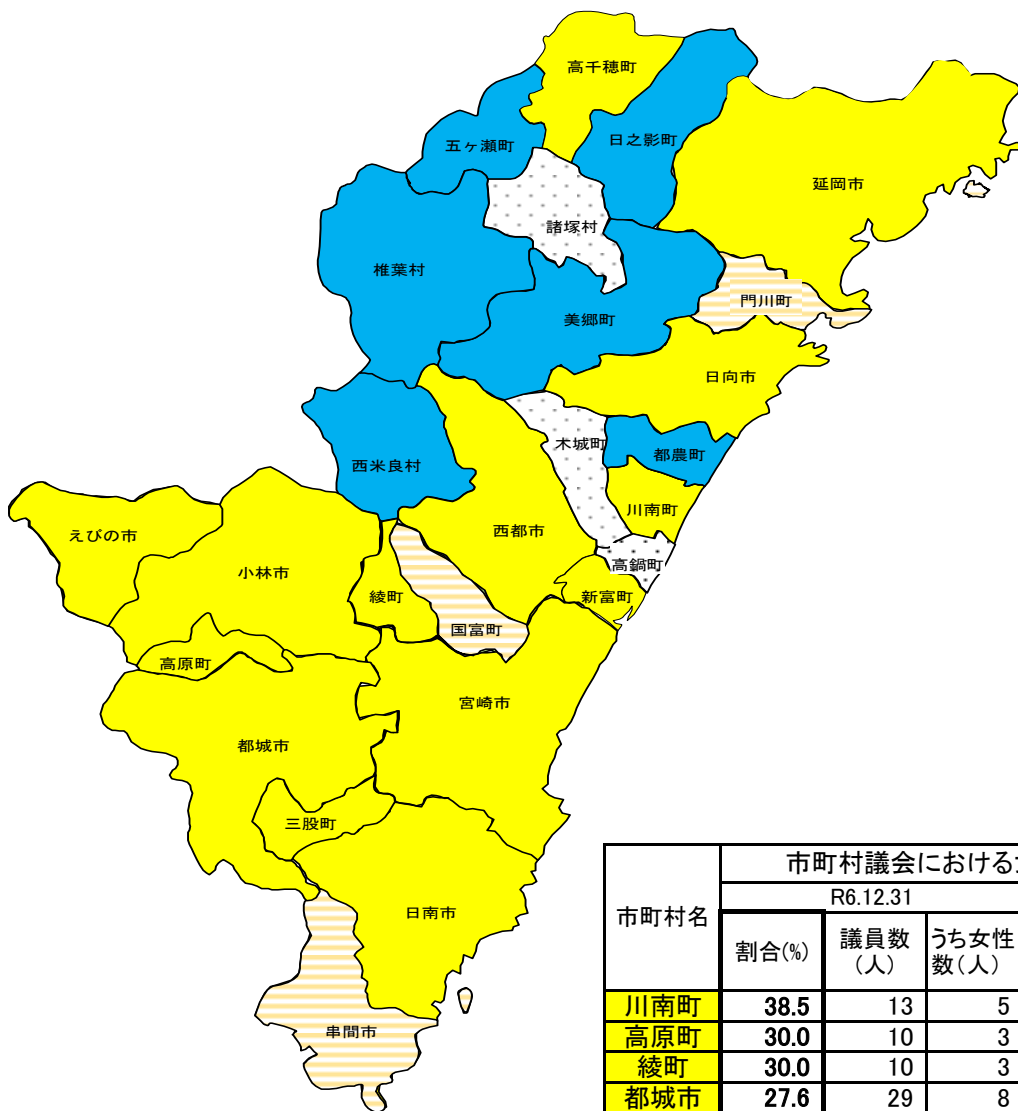 高千穂町
日之影町
五ヶ瀬町
延岡市
諸塚村
椎葉村
門川町
美郷町
日向市
木城町
都農町
西米良村
川南町
えびの市
西都市
小林市
高鍋町
綾町
新富町
国富町
高原町
宮崎市
都城市
三股町
日南市
串間市
市町村名 市町村議会における
R6.12.31
割合(%) 議員数(人) うち女性数(人)
川南町 38.5 13 5
高原町 30.0 10 3
綾町 30.0 10 3
都城市 27.6 29 8